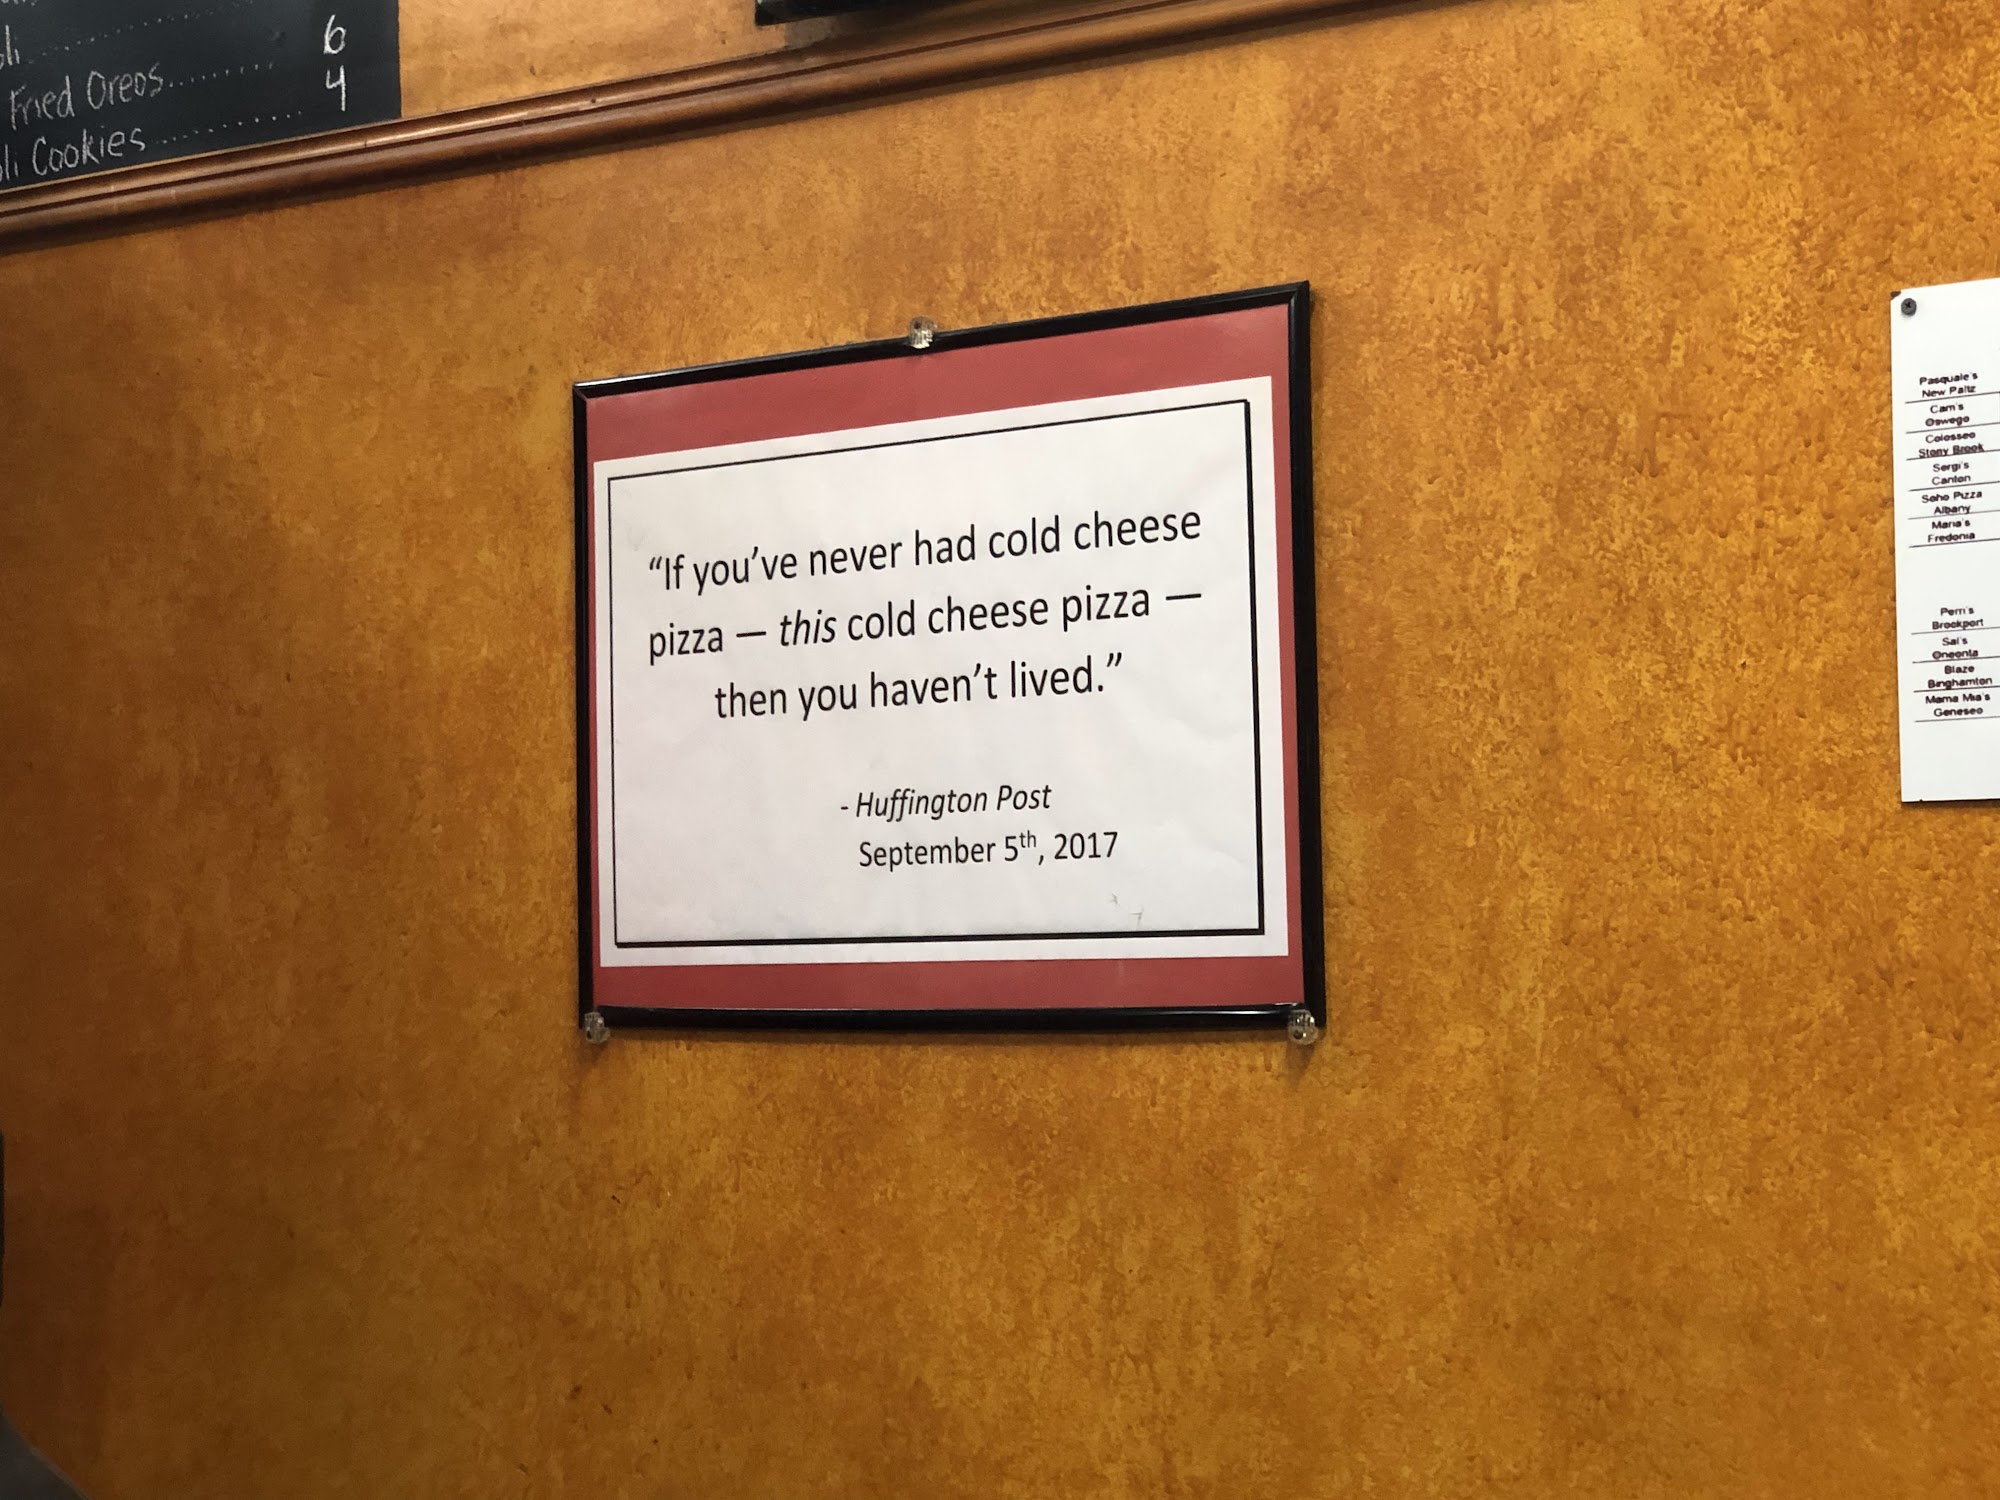 6
Fried Oreos.......... 4
Cookies..........
“If you’ve never had cold cheese
pizza — this cold cheese pizza —
then you haven’t lived.”
- Huffington Post
September 5th, 2017
Pasquale's
New Paltz
Cam's
Oswego
Colosseo
Stony Brook
Sergi's
Canton
Soho Pizza
Albany
Maria's
Fredonia
Perri's
Brockport
Sal's
Oneonta
Blaze
Binghamton
Mama Mia's
Geneseo